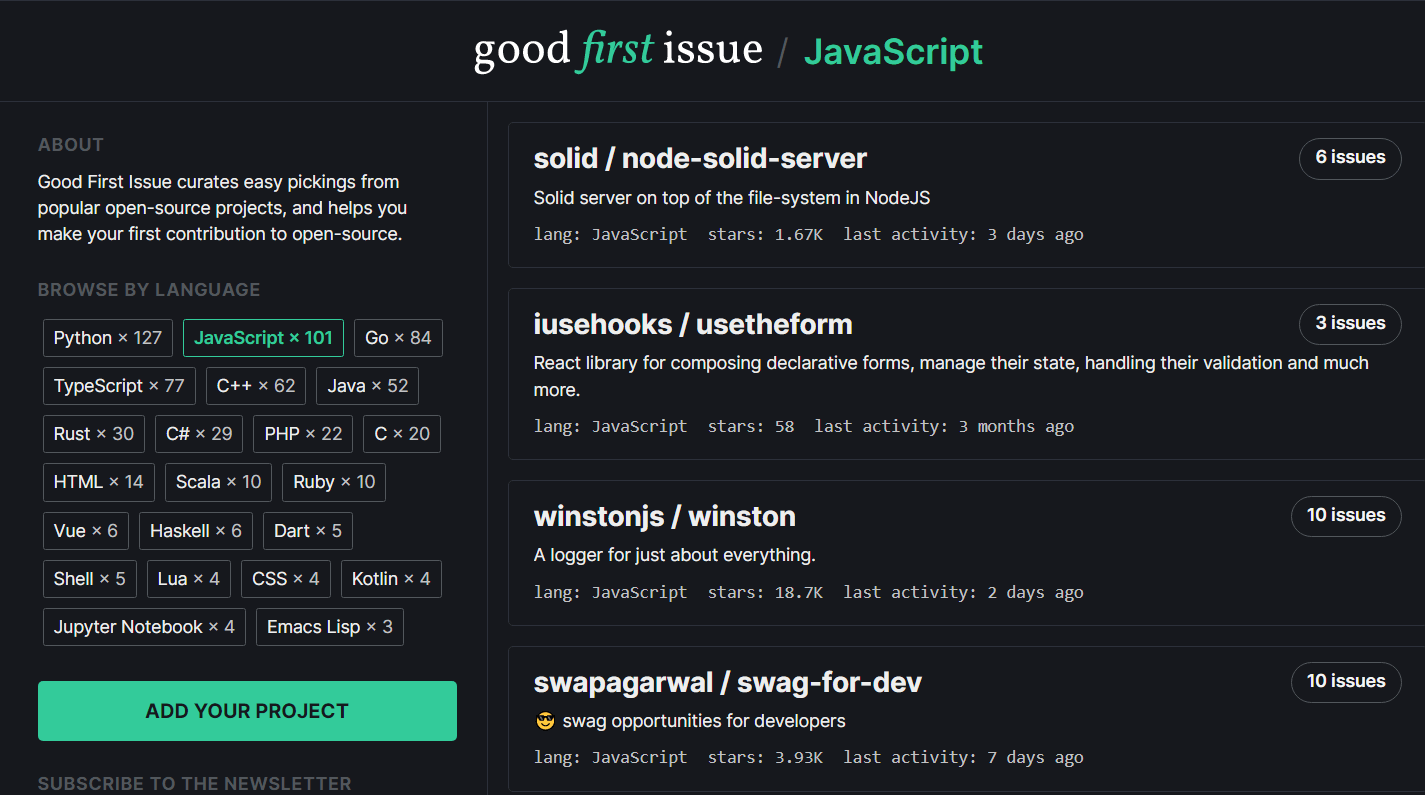 good first issue / JavaScript
ABOUT
Good First Issue curates easy pickings from
popular open-source projects, and helps you
make your first contribution to open-source.
BROWSE BY LANGUAGE
Python × 127 JavaScript × 101 Go × 84
TypeScript × 77 C++ × 62 Java × 52
Rust × 30 C# × 29 PHP × 22 C × 20
HTML × 14 Scala × 10 Ruby × 10
Vue × 6 Haskell × 6 Dart × 5
Shell × 5 Lua × 4 CSS × 4 Kotlin × 4
Jupyter Notebook × 4 Emacs Lisp × 3
ADD YOUR PROJECT
SUBSCRIBE TO THE NEWSLETTER
solid / node-solid-server
6 issues
Solid server on top of the file-system in NodeJS
lang: JavaScript stars: 1.67K last activity: 3 days ago
iusehooks / usetheform
3 issues
React library for composing declarative forms, manage their state, handling their validation and much
more.
lang: JavaScript stars: 58 last activity: 3 months ago
winstonjs / winston
10 issues
A logger for just about everything.
lang: JavaScript stars: 18.7K last activity: 2 days ago
swapagarwal / swag-for-dev
10 issues
😎 swag opportunities for developers
lang: JavaScript stars: 3.93K last activity: 7 days ago